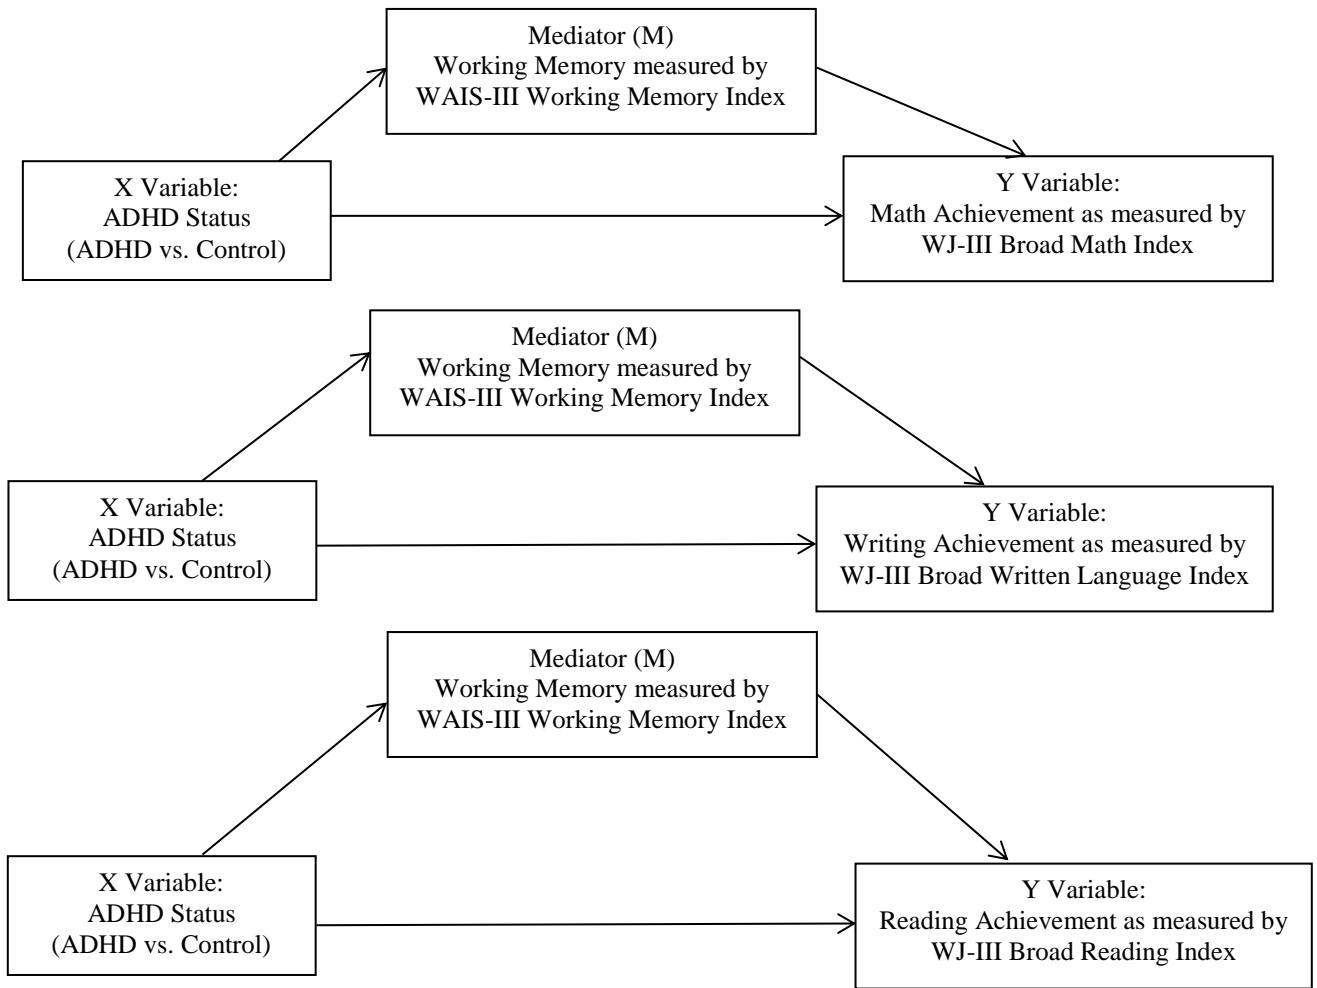 Mediator (M)
Working Memory measured by
WAIS-III Working Memory Index
X Variable:
ADHD Status
(ADHD vs. Control)
Y Variable:
Math Achievement as measured by
WJ-III Broad Math Index
Mediator (M)
Working Memory measured by
WAIS-III Working Memory Index
X Variable:
ADHD Status
(ADHD vs. Control)
Y Variable:
Writing Achievement as measured by
WJ-III Broad Written Language Index
Mediator (M)
Working Memory measured by
WAIS-III Working Memory Index
X Variable:
ADHD Status
(ADHD vs. Control)
Y Variable:
Reading Achievement as measured by
WJ-III Broad Reading Index